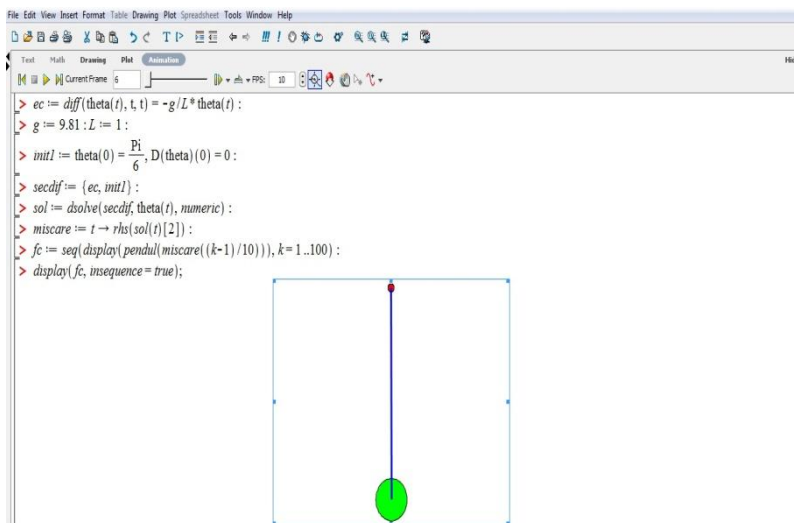 File Edit View Insert Format Table Drawing Plot Spreadsheet Tools Window Help
Text Math Drawing Plot Animation Hid
Current Frame 6 FPS: 10
> ec := diff(theta(t), t, t) = -g/L*theta(t) :
> g := 9.81 : L := 1 :
> init1 := theta(0) = Pi/6, D(theta)(0) = 0 :
> secdif := {ec, init1} :
> sol := dsolve(secdif, theta(t), numeric) :
> miscare := t → rhs(sol(t)[2]) :
> fc := seq(display(pendul(miscare((k-1)/10))), k = 1 ..100) :
> display(fc, insequence = true);